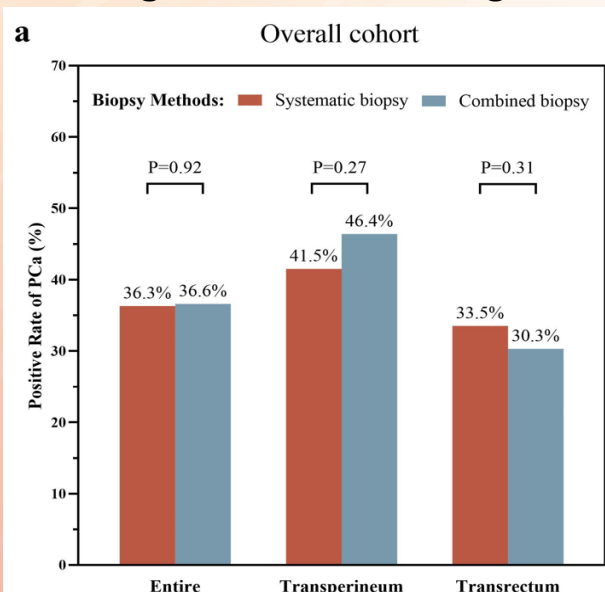 a
Overall cohort
Biopsy Methods: Systematic biopsy Combined biopsy
Positive Rate of PCa (%)
70
60
50
40
30
20
10
0
P=0.92
P=0.27
P=0.31
36.3% 36.6%
41.5%
46.4%
33.5%
30.3%
Entire
Transperineum
Transrectum